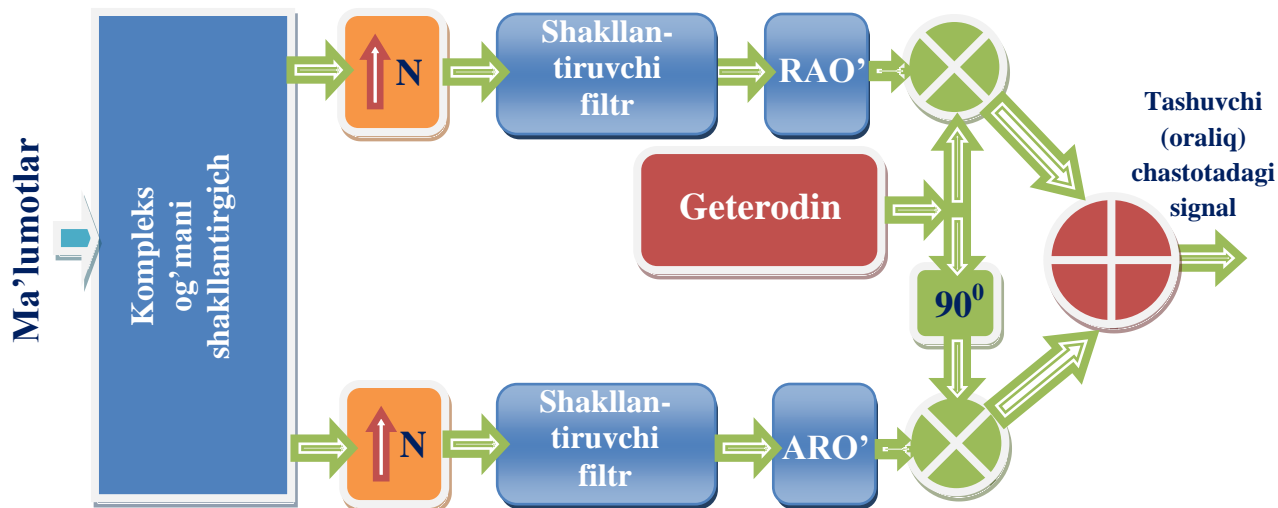 Ma’lumotlar
Kompleks
og’mani
shakllantirgich
N
Shakllan-
tiruvchi
filtr
RAO’
Geterodin
90⁰
Tashuvchi
(oraliq)
chastotadagi
signal
N
Shakllan-
tiruvchi
filtr
ARO’